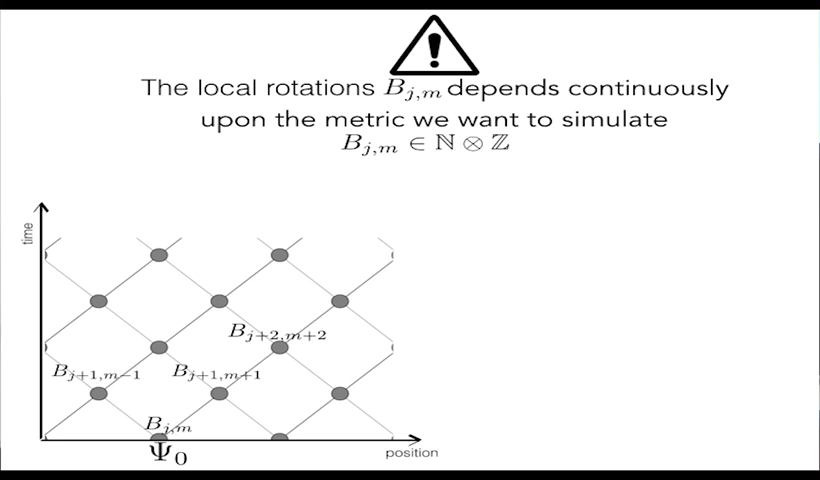 The local rotations B_{j,m} depends continuously
upon the metric we want to simulate
B_{j,m} ∈ ℕ ⊗ ℤ
time
B_{j+2,m+2}
B_{j+1,m−1} B_{j+1,m+1}
B_{j,m}
Ψ_0
position